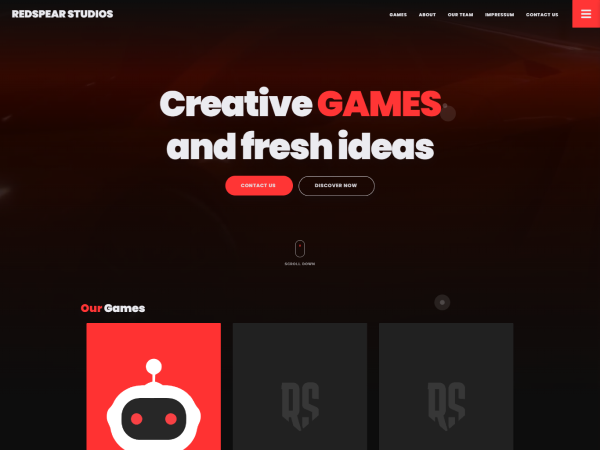 REDSPEAR STUDIOS
GAMES ABOUT OUR TEAM IMPRESSUM CONTACT US
Creative GAMES
and fresh ideas
CONTACT US DISCOVER NOW
SCROLL DOWN
Our Games
RS RS